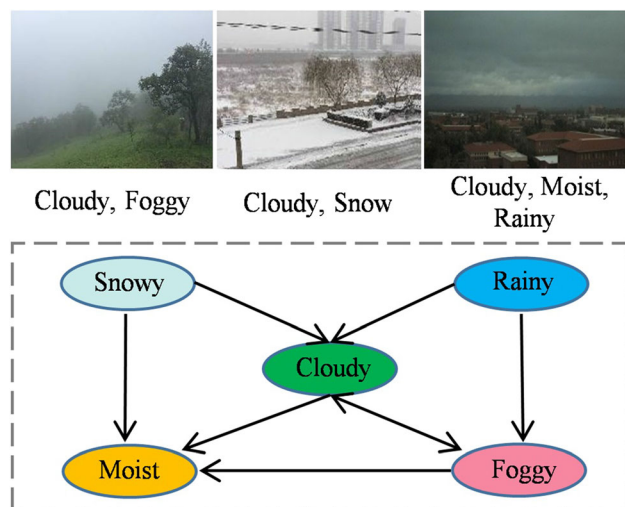 Cloudy, Foggy
Cloudy, Snow
Cloudy, Moist,
Rainy
Snowy
Rainy
Cloudy
Moist
Foggy